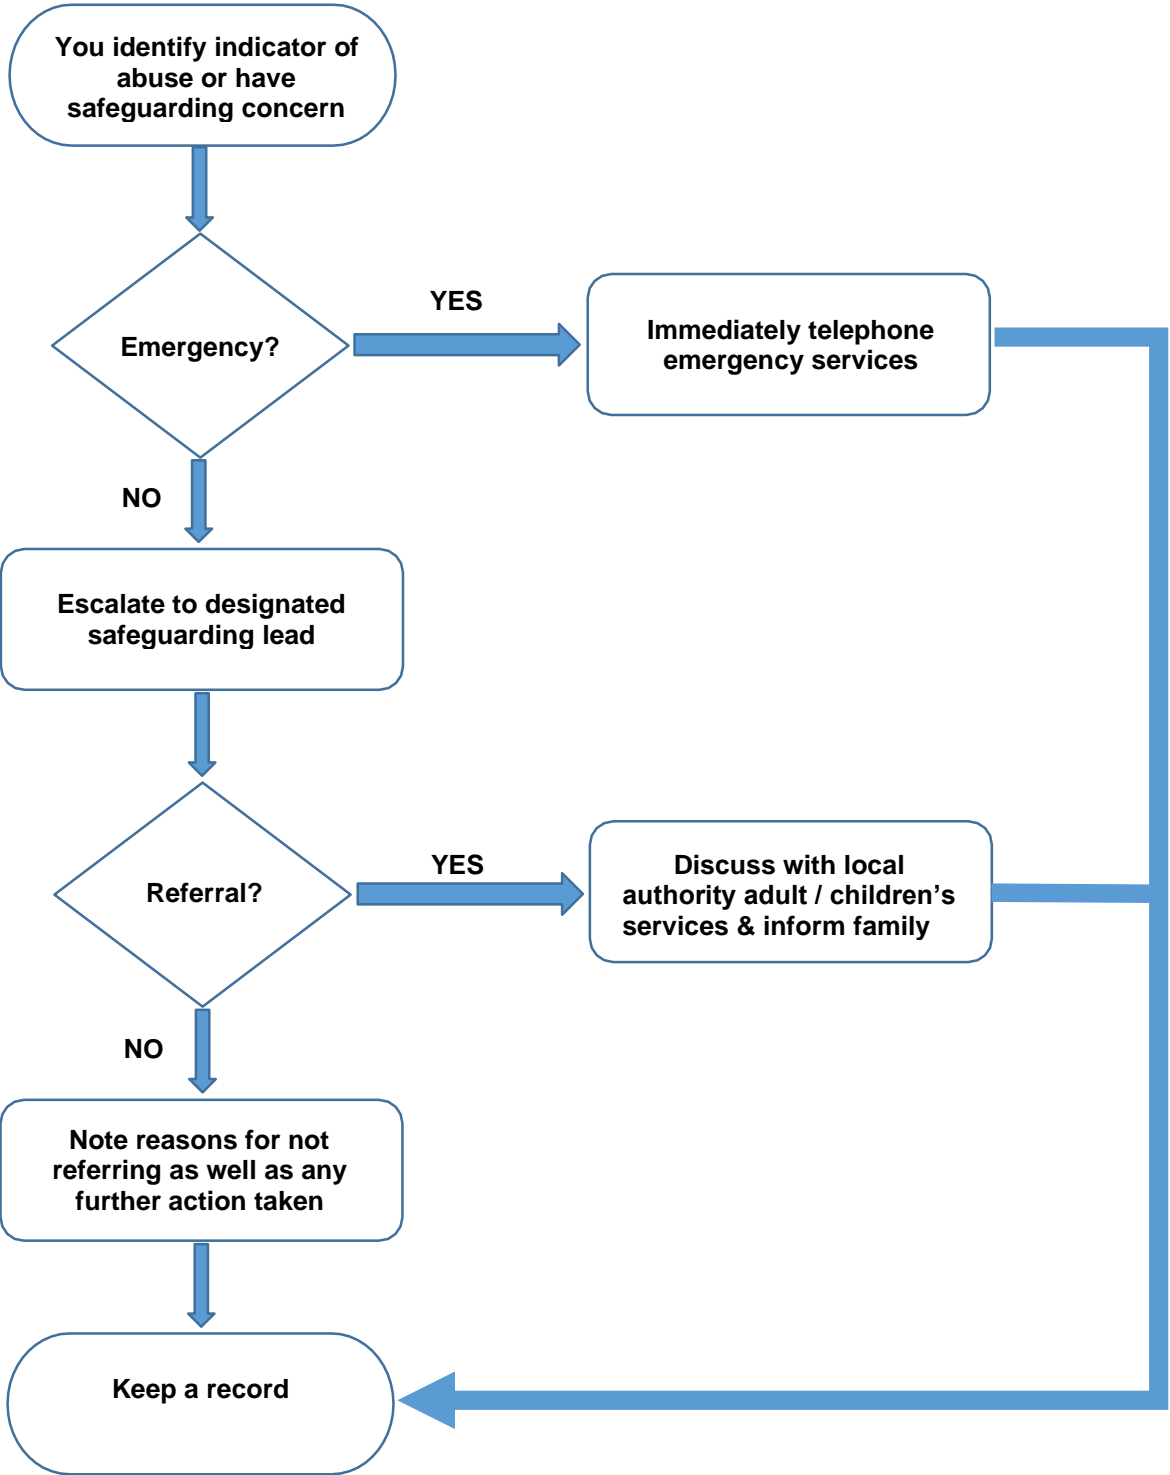 You identify indicator of
abuse or have
safeguarding concern
Emergency?
YES
Immediately telephone
emergency services
NO
Escalate to designated
safeguarding lead
Referral?
YES
Discuss with local
authority adult / children’s
services & inform family
NO
Note reasons for not
referring as well as any
further action taken
Keep a record